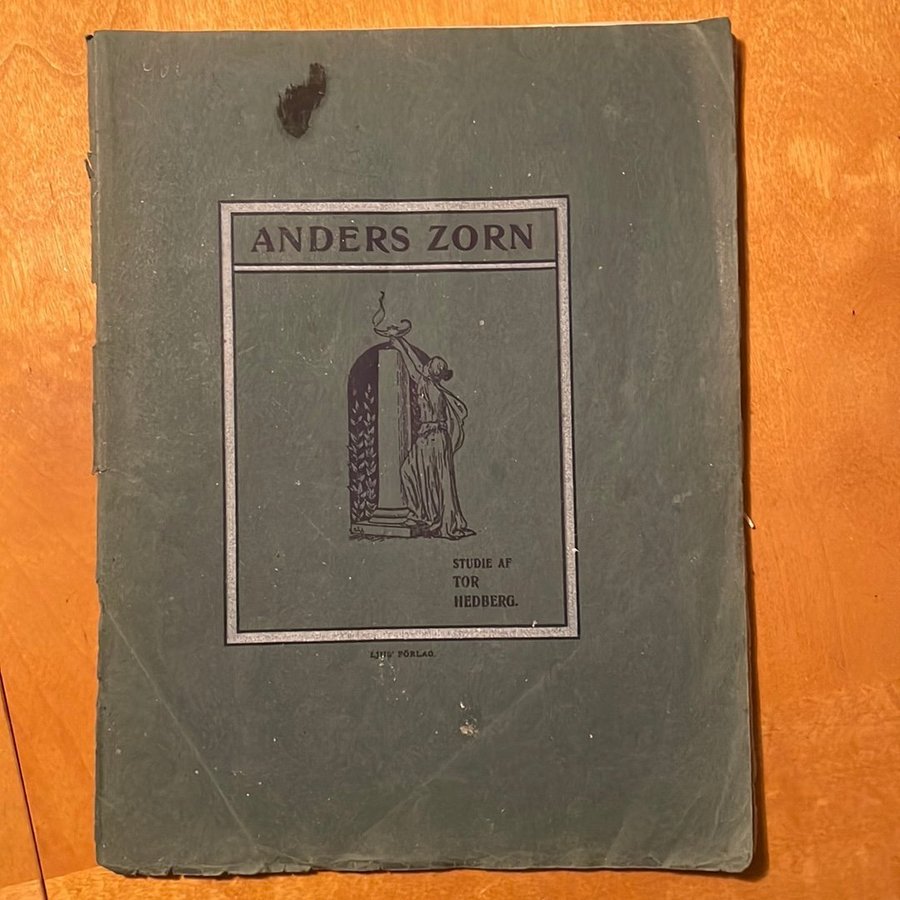 ANDERS ZORN
STUDIE AF
TOR
HEDBERG.
LJUS' FÖRLAG.